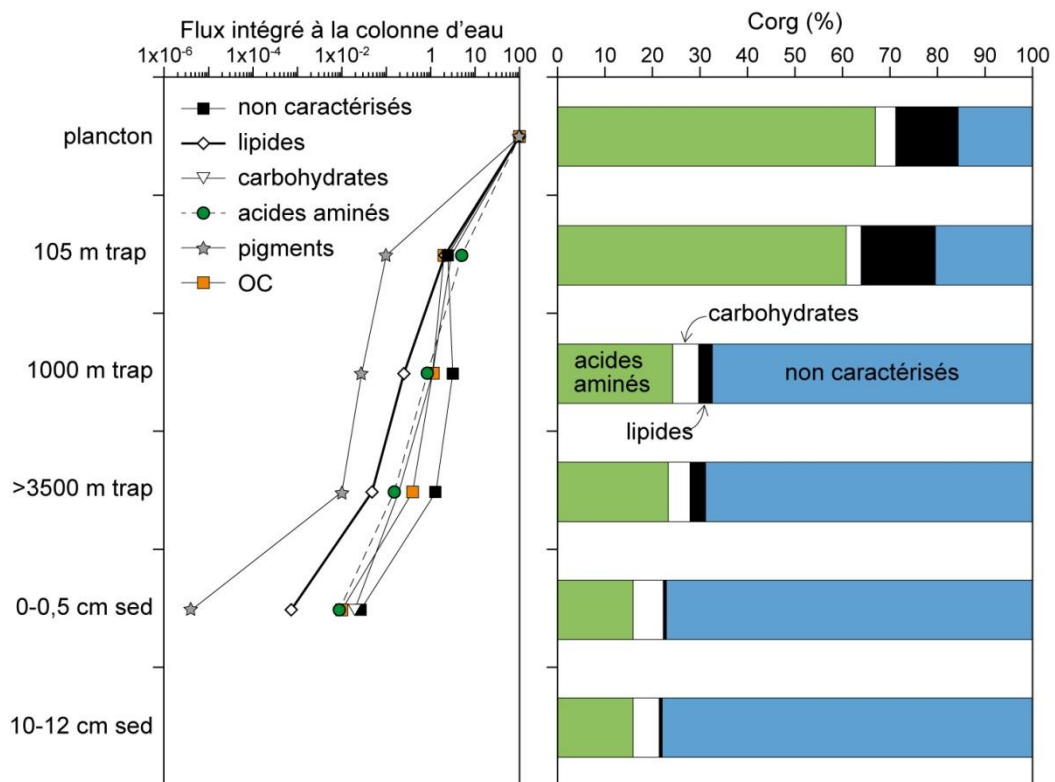 Flux intégré à la colonne d'eau
1x10-6
1x10-4
1x10-2
1
10
100
non caractérisés
lipides
carbohydrates
acides aminés
pigments
OC
plancton
105 m trap
1000 m trap
>3500 m trap
0-0,5 cm sed
10-12 cm sed
Corg (%)
0 10 20 30 40 50 60 70 80 90 100
carbohydrates
acides
aminés
non caractérisés
lipides